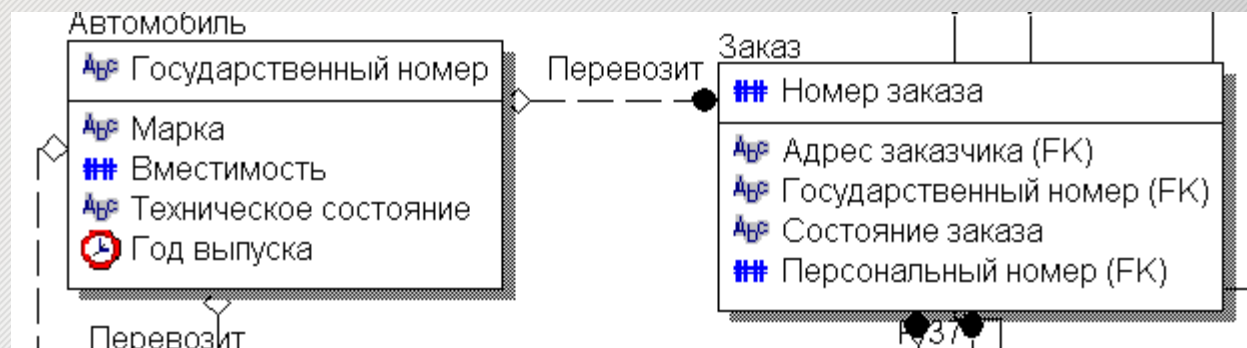 Автомобиль
Государственный номер
Марка
Вместимость
Техническое состояние
Год выпуска
Перевозит
Перевозит
Заказ
Номер заказа
Адрес заказчика (FK)
Государственный номер (FK)
Состояние заказа
Персональный номер (FK)